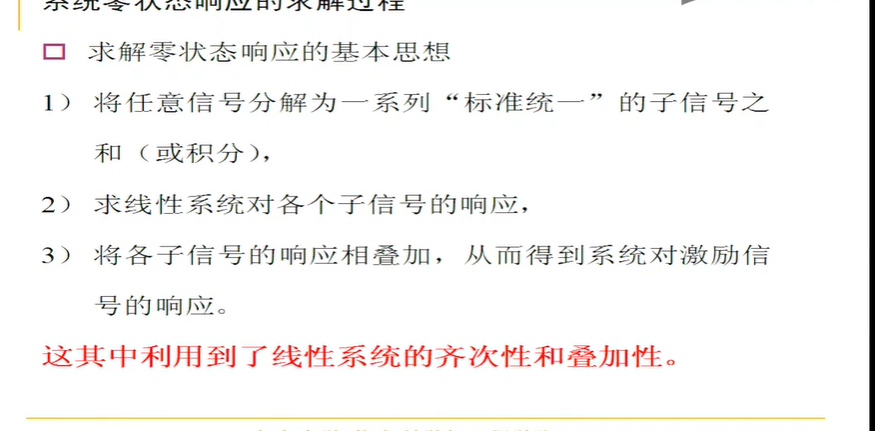 系统零状态响应的求解过程
求解零状态响应的基本思想
1） 将任意信号分解为一系列“标准统一”的子信号之
和（或积分），
2） 求线性系统对各个子信号的响应，
3） 将各子信号的响应相叠加，从而得到系统对激励信
号的响应。
这其中利用到了线性系统的齐次性和叠加性。